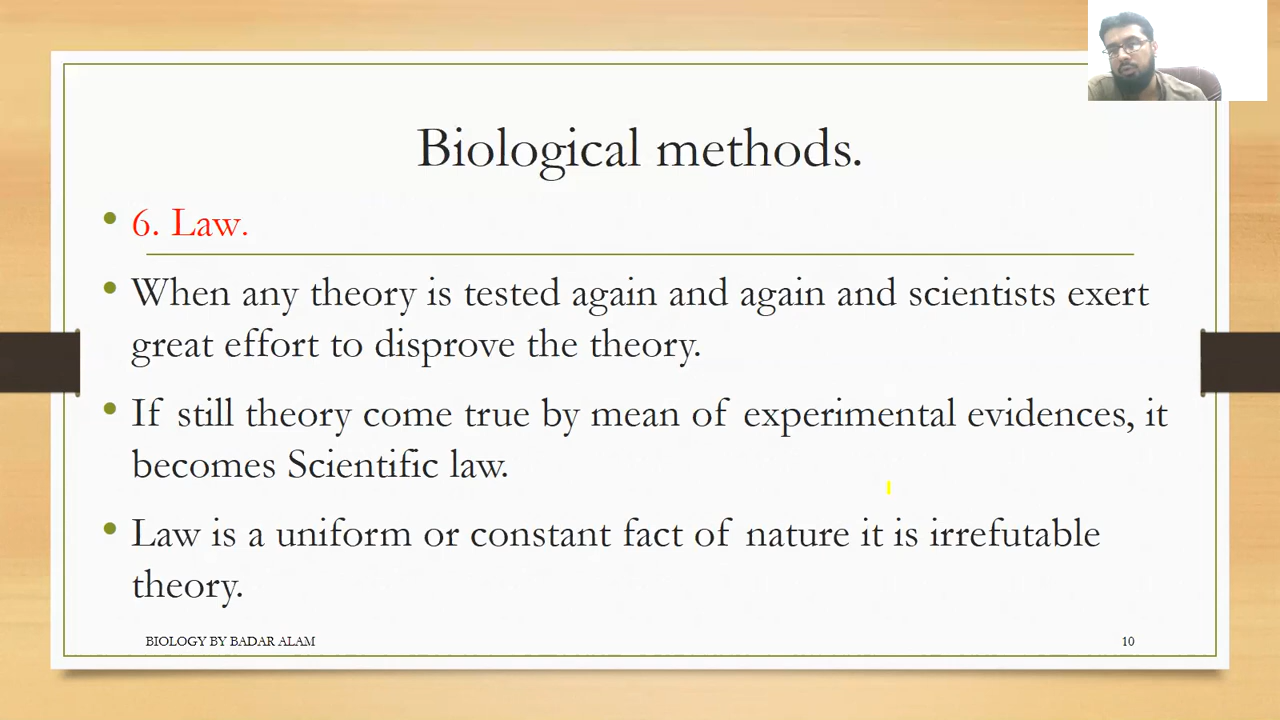 Biological methods.
6. Law.
When any theory is tested again and again and scientists exert
great effort to disprove the theory.
If still theory come true by mean of experimental evidences, it
becomes Scientific law.
Law is a uniform or constant fact of nature it is irrefutable
theory.
BIOLOGY BY BADAR ALAM
10